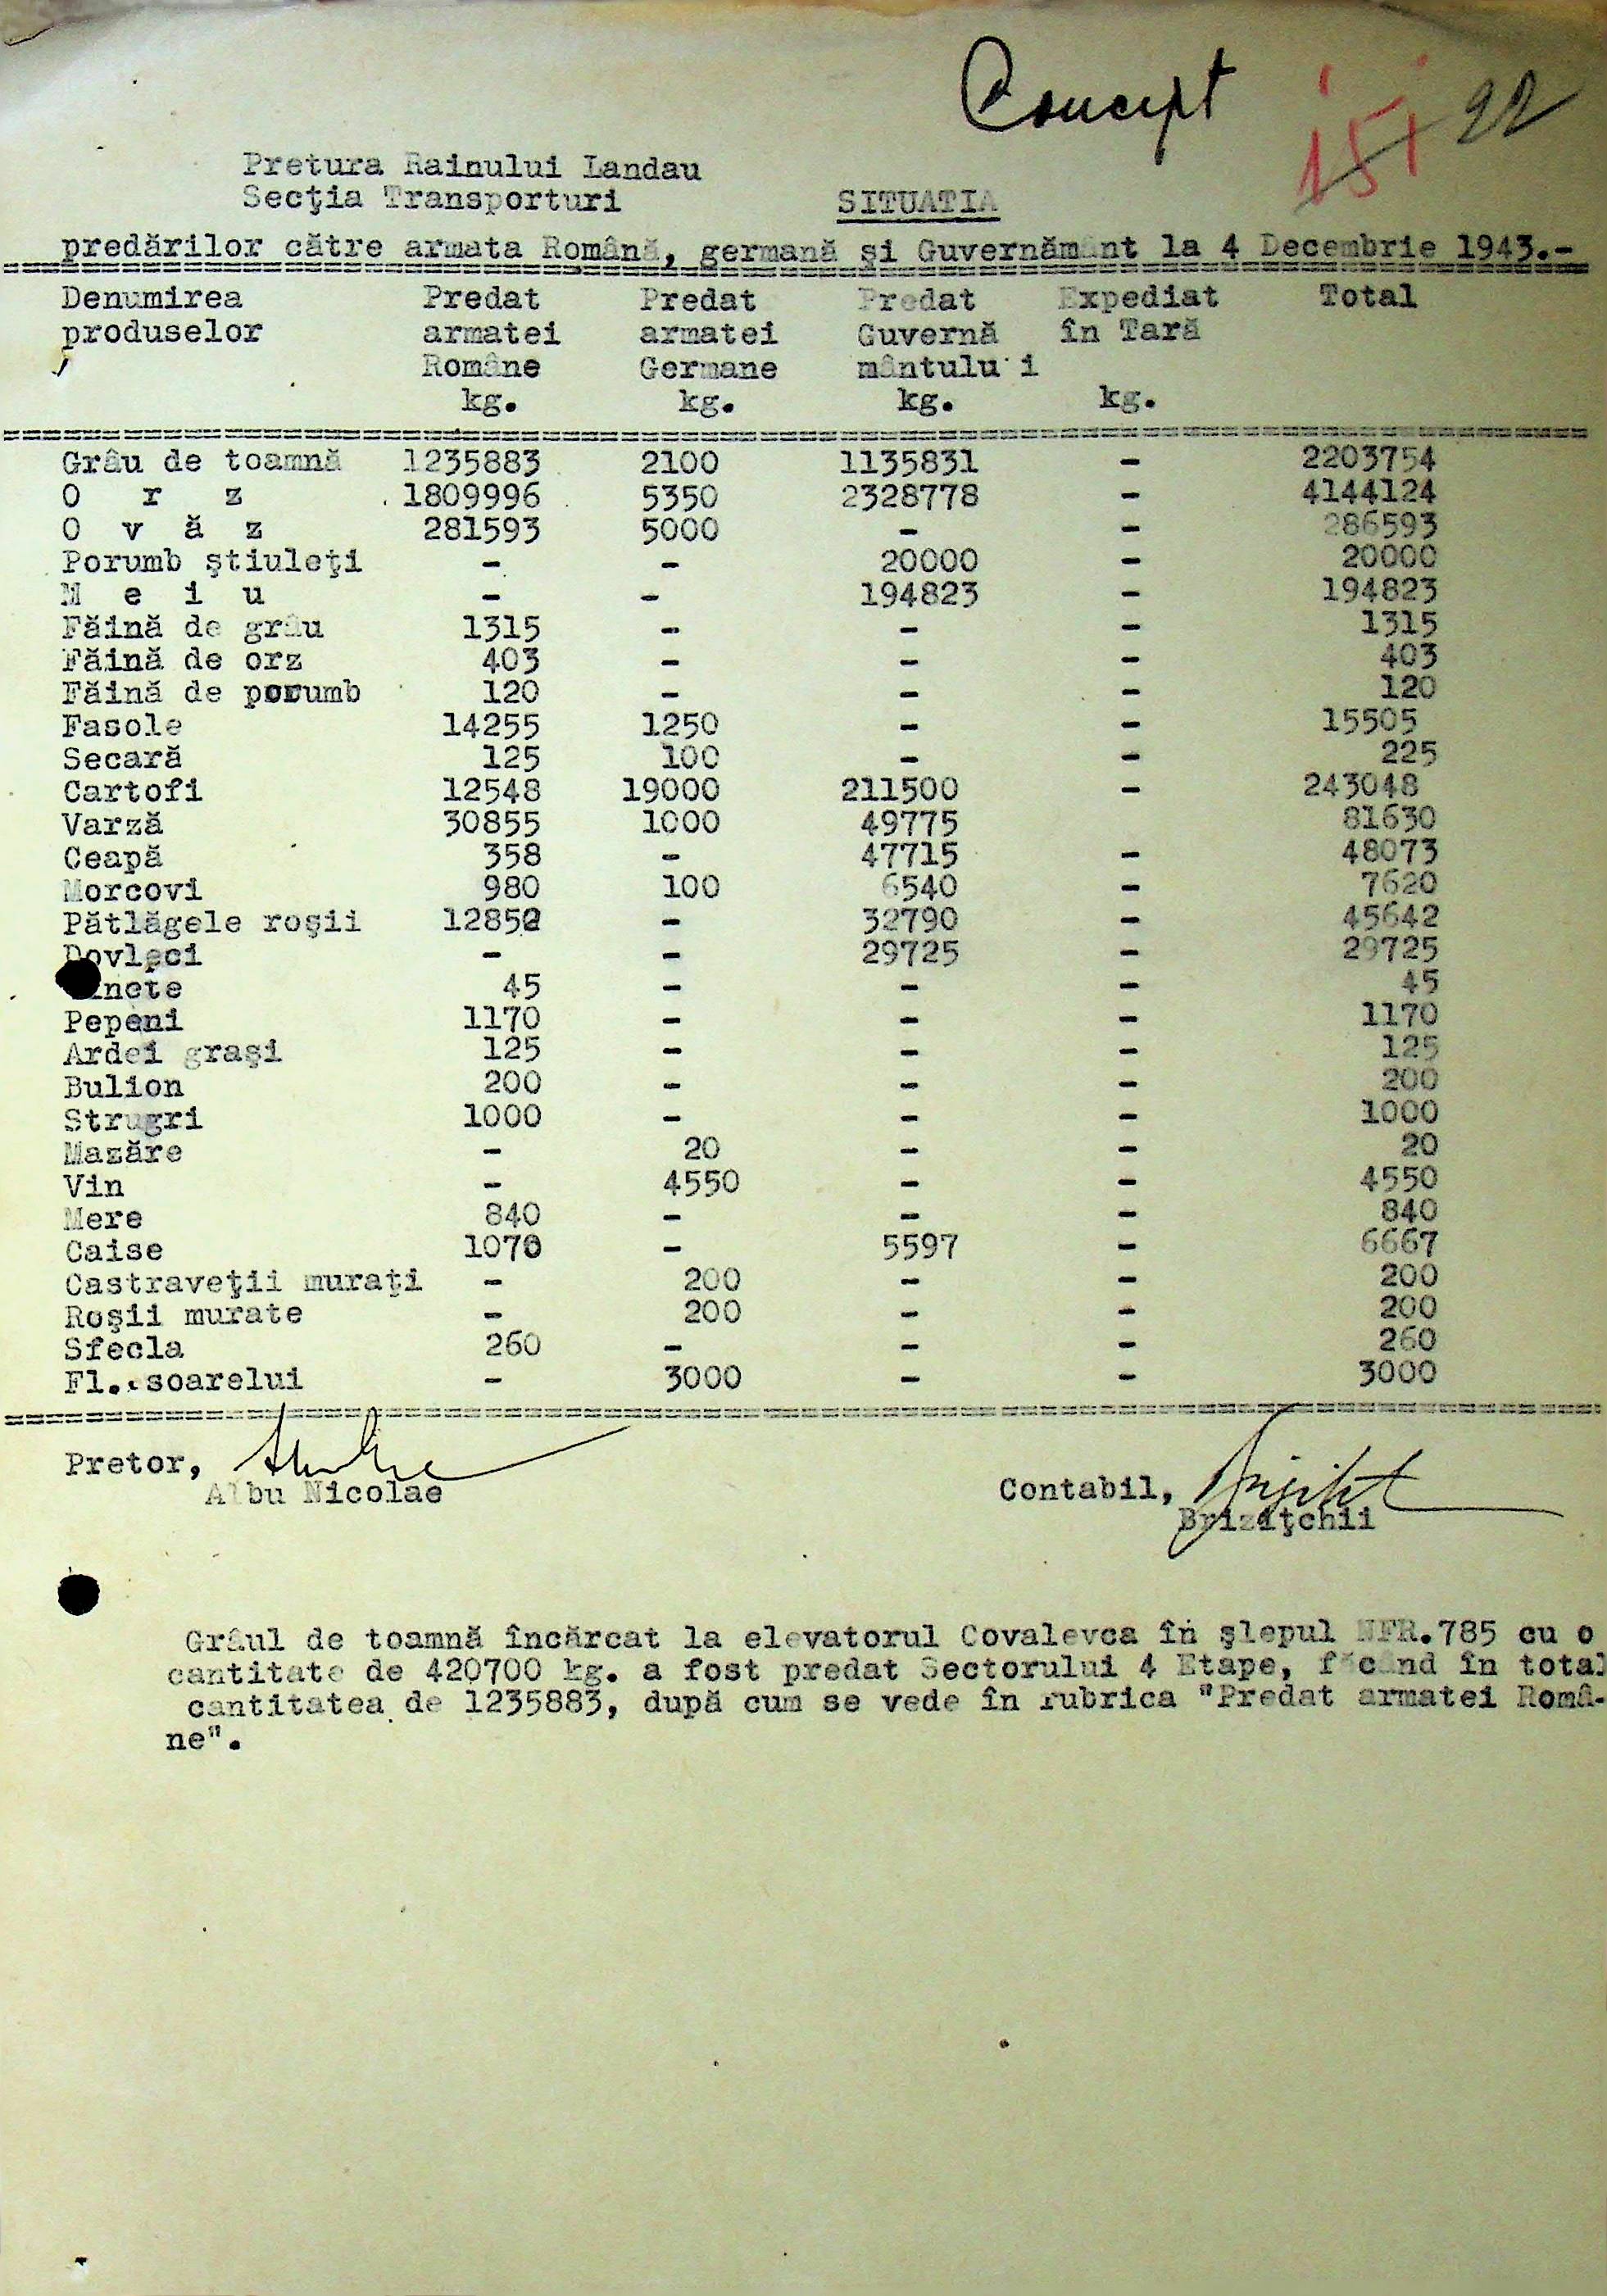 Concept
151 92
Pretura Rainului Landau
Secţia Transporturi SITUATIA
predărilor către armata Română, germană şi Guvernământ la 4 Decembrie 1943.-
Denumirea Predat Predat Predat Expediat Total
produselor armatei armatei Guvernă în Tară
Române Germane mântulu i
kg. kg. kg. kg.
Grâu de toamnă 1235883 2100 1135831 - 2203754
O r z 1809996 5350 2328778 - 4144124
O v ă z 281593 5000 - - 286593
Porumb ştiuleţi - - 20000 - 20000
M e i u - - 194823 - 194823
Făină de grâu 1315 - - - 1315
Făină de orz 403 - - - 403
Făină de porumb 120 - - - 120
Fasole 14255 1250 - - 15505
Secară 125 100 - - 225
Cartofi 12548 19000 211500 - 243048
Varză 30855 1000 49775 81630
Ceapă 358 - 47715 - 48073
Morcovi 980 100 6540 - 7620
Pătlăgele roşii 12852 - 32790 - 45642
Dovleci - - 29725 - 29725
nete 45 - - - 45
Pepeni 1170 - - - 1170
Ardei graşi 125 - - - 125
Bulion 200 - - - 200
Strugri 1000 - - - 1000
Mazăre - 20 - - 20
Vin - 4550 - - 4550
Mere 840 - - - 840
Caise 1070 - 5597 - 6667
Castraveţii muraţi - 200 - - 200
Roşii murate - 200 - - 200
Sfecla 260 - - - 260
Fl. soarelui - 3000 - - 3000
Pretor,
Albu Nicolae
Contabil,
Brizăţchii
Grâul de toamnă încărcat la elevatorul Covalevca în şlepul NFR.785 cu o
cantitate de 420700 kg. a fost predat Sectorului 4 Etape, făcând în total
cantitatea de 1235883, după cum se vede în rubrica "Predat armatei Româ-
ne".